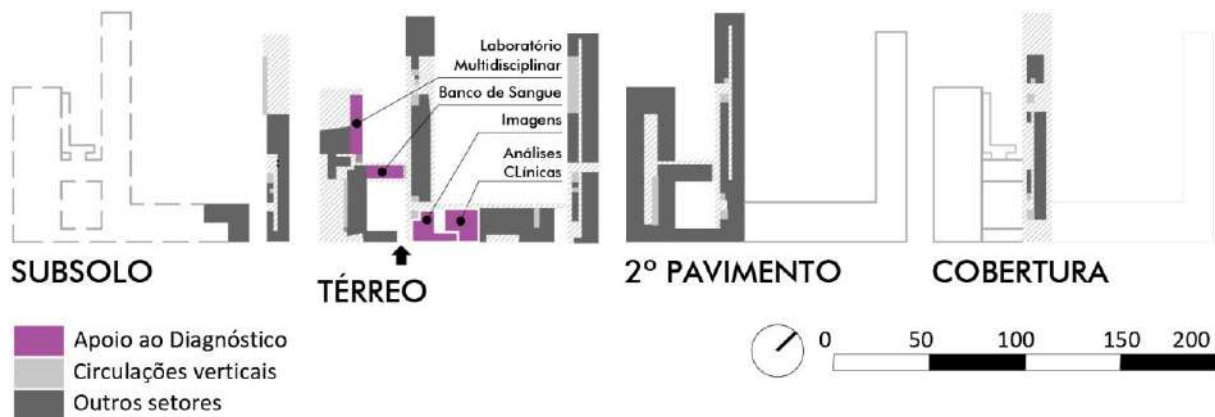 Laboratório
Multidisciplinar
Banco de Sangue
Imagens
Análises
CLínicas
SUBSOLO
TÉRREO
2º PAVIMENTO
COBERTURA
Apoio ao Diagnóstico
Circulações verticais
Outros setores
0 50 100 150 200